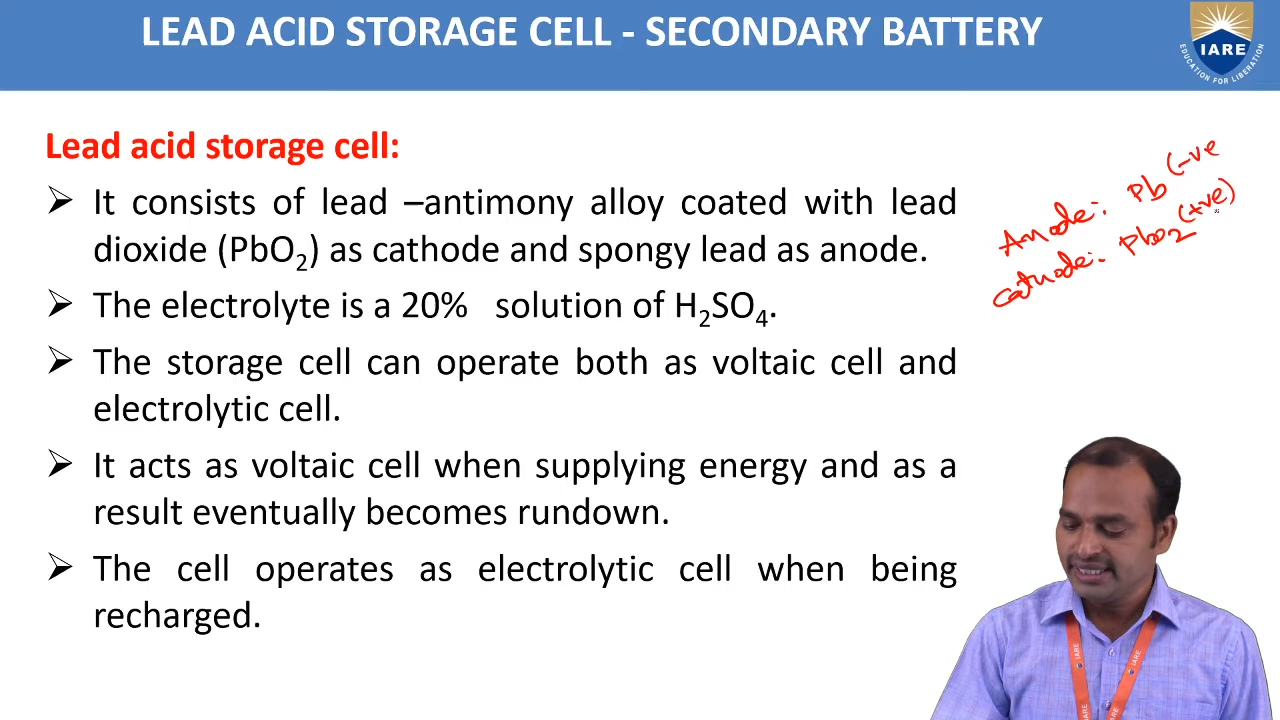 LEAD ACID STORAGE CELL - SECONDARY BATTERY
IARE
EDUCATION FOR LIBERATION
Lead acid storage cell:
➢ It consists of lead –antimony alloy coated with lead
dioxide (PbO₂) as cathode and spongy lead as anode.
➢ The electrolyte is a 20% solution of H₂SO₄.
➢ The storage cell can operate both as voltaic cell and
electrolytic cell.
➢ It acts as voltaic cell when supplying energy and as a
result eventually becomes rundown.
➢ The cell operates as electrolytic cell when being
recharged.
Anode: Pb (-ve
Cathode: PbO₂ (+ve)
IARE
IARE